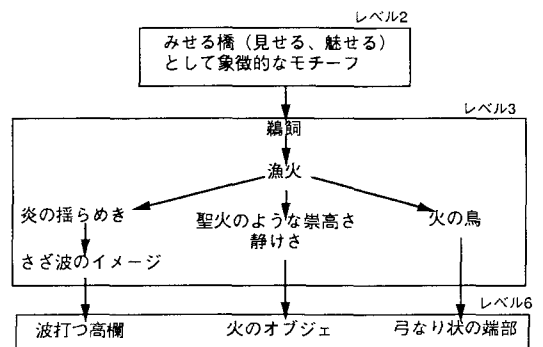 レベル2
みせる橋（見せる、魅せる）
として象徴的なモチーフ
レベル3
鵜飼
漁火
炎の揺らめき
聖火のような崇高さ
静けさ
火の鳥
さざ波のイメージ
レベル6
波打つ高欄
火のオブジェ
弓なり状の端部